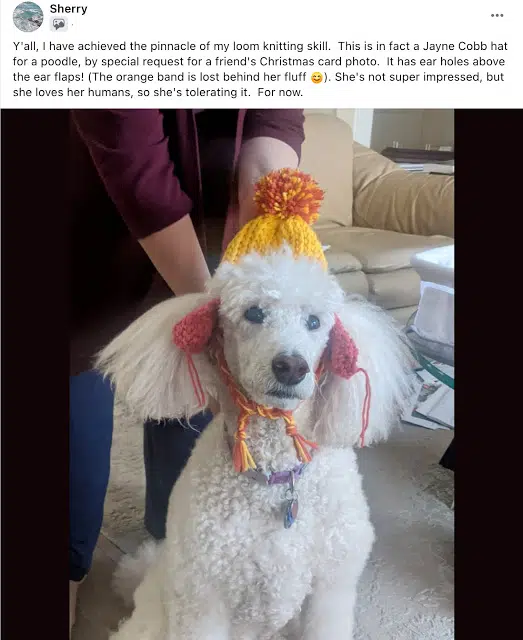 Sherry
Y'all, I have achieved the pinnacle of my loom knitting skill.  This is in fact a Jayne Cobb hat
for a poodle, by special request for a friend's Christmas card photo.  It has ear holes above
the ear flaps! (The orange band is lost behind her fluff 😊). She's not super impressed, but
she loves her humans, so she's tolerating it.  For now.